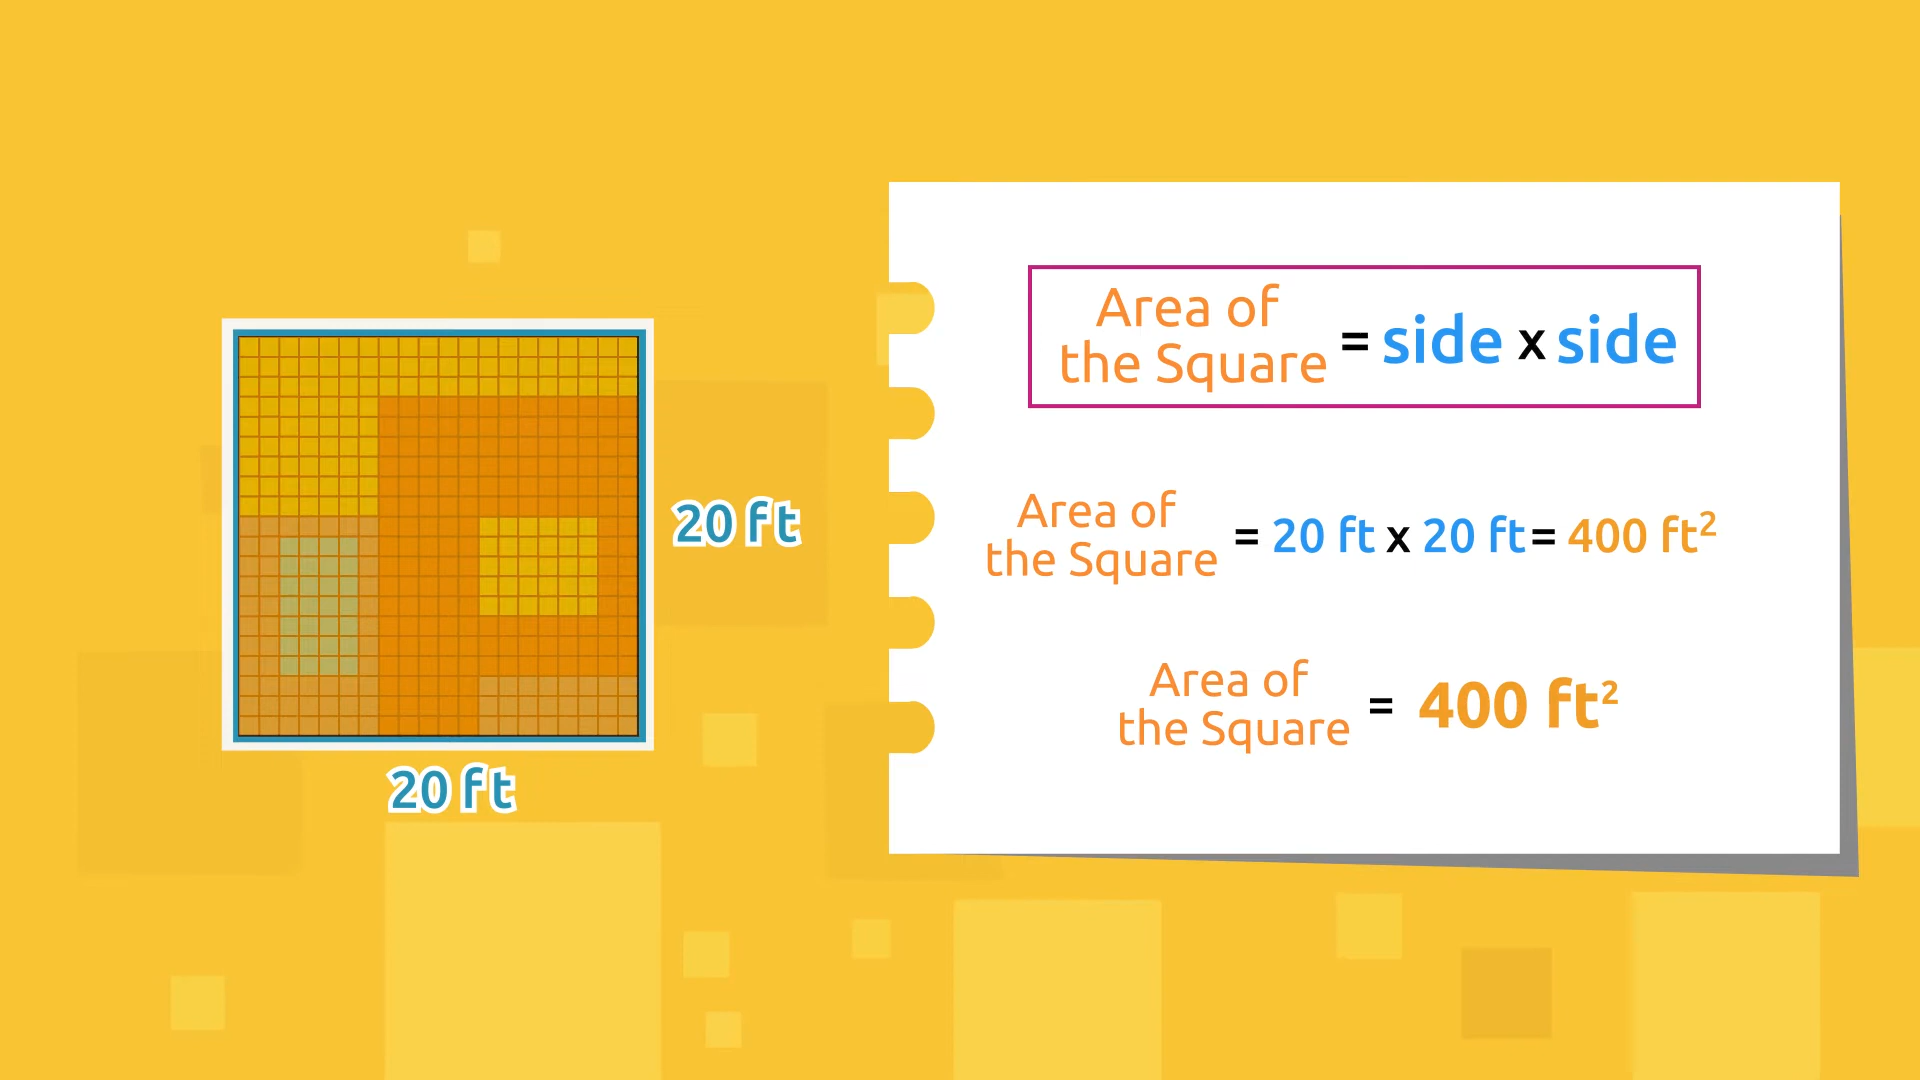 20 ft
20 ft
Area of
the Square = side x side
Area of
the Square = 20 ft x 20 ft = 400 ft²
Area of
the Square = 400 ft²